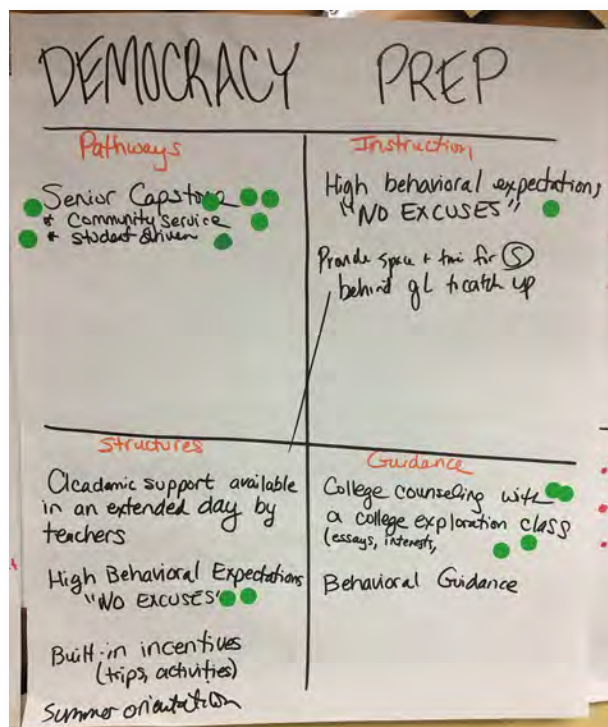 DEMOCRACY PREP
Pathways
Senior Capstone
* Community Service
* student driven
Instruction
High behavioral expectations,
"NO EXCUSES"
Provide space + time for Ⓢ
behind gL to catch up
Structures
Academic support available
in an extended day by
teachers
High Behavioral Expectations
"NO EXCUSES"
Built-in incentives
(trips, activities)
Summer orientation
Guidance
College counseling with
a college exploration class
(essays, interests,
Behavioral Guidance